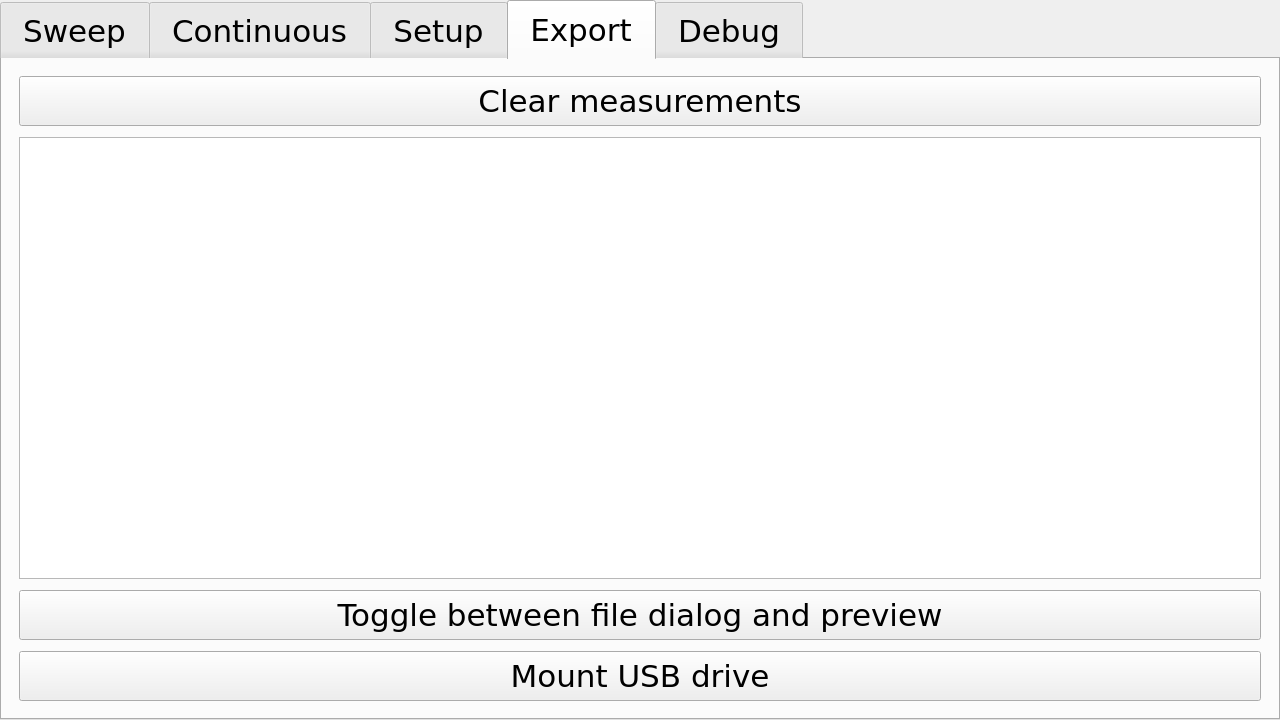 Sweep Continuous Setup Export Debug
Clear measurements
Toggle between file dialog and preview
Mount USB drive